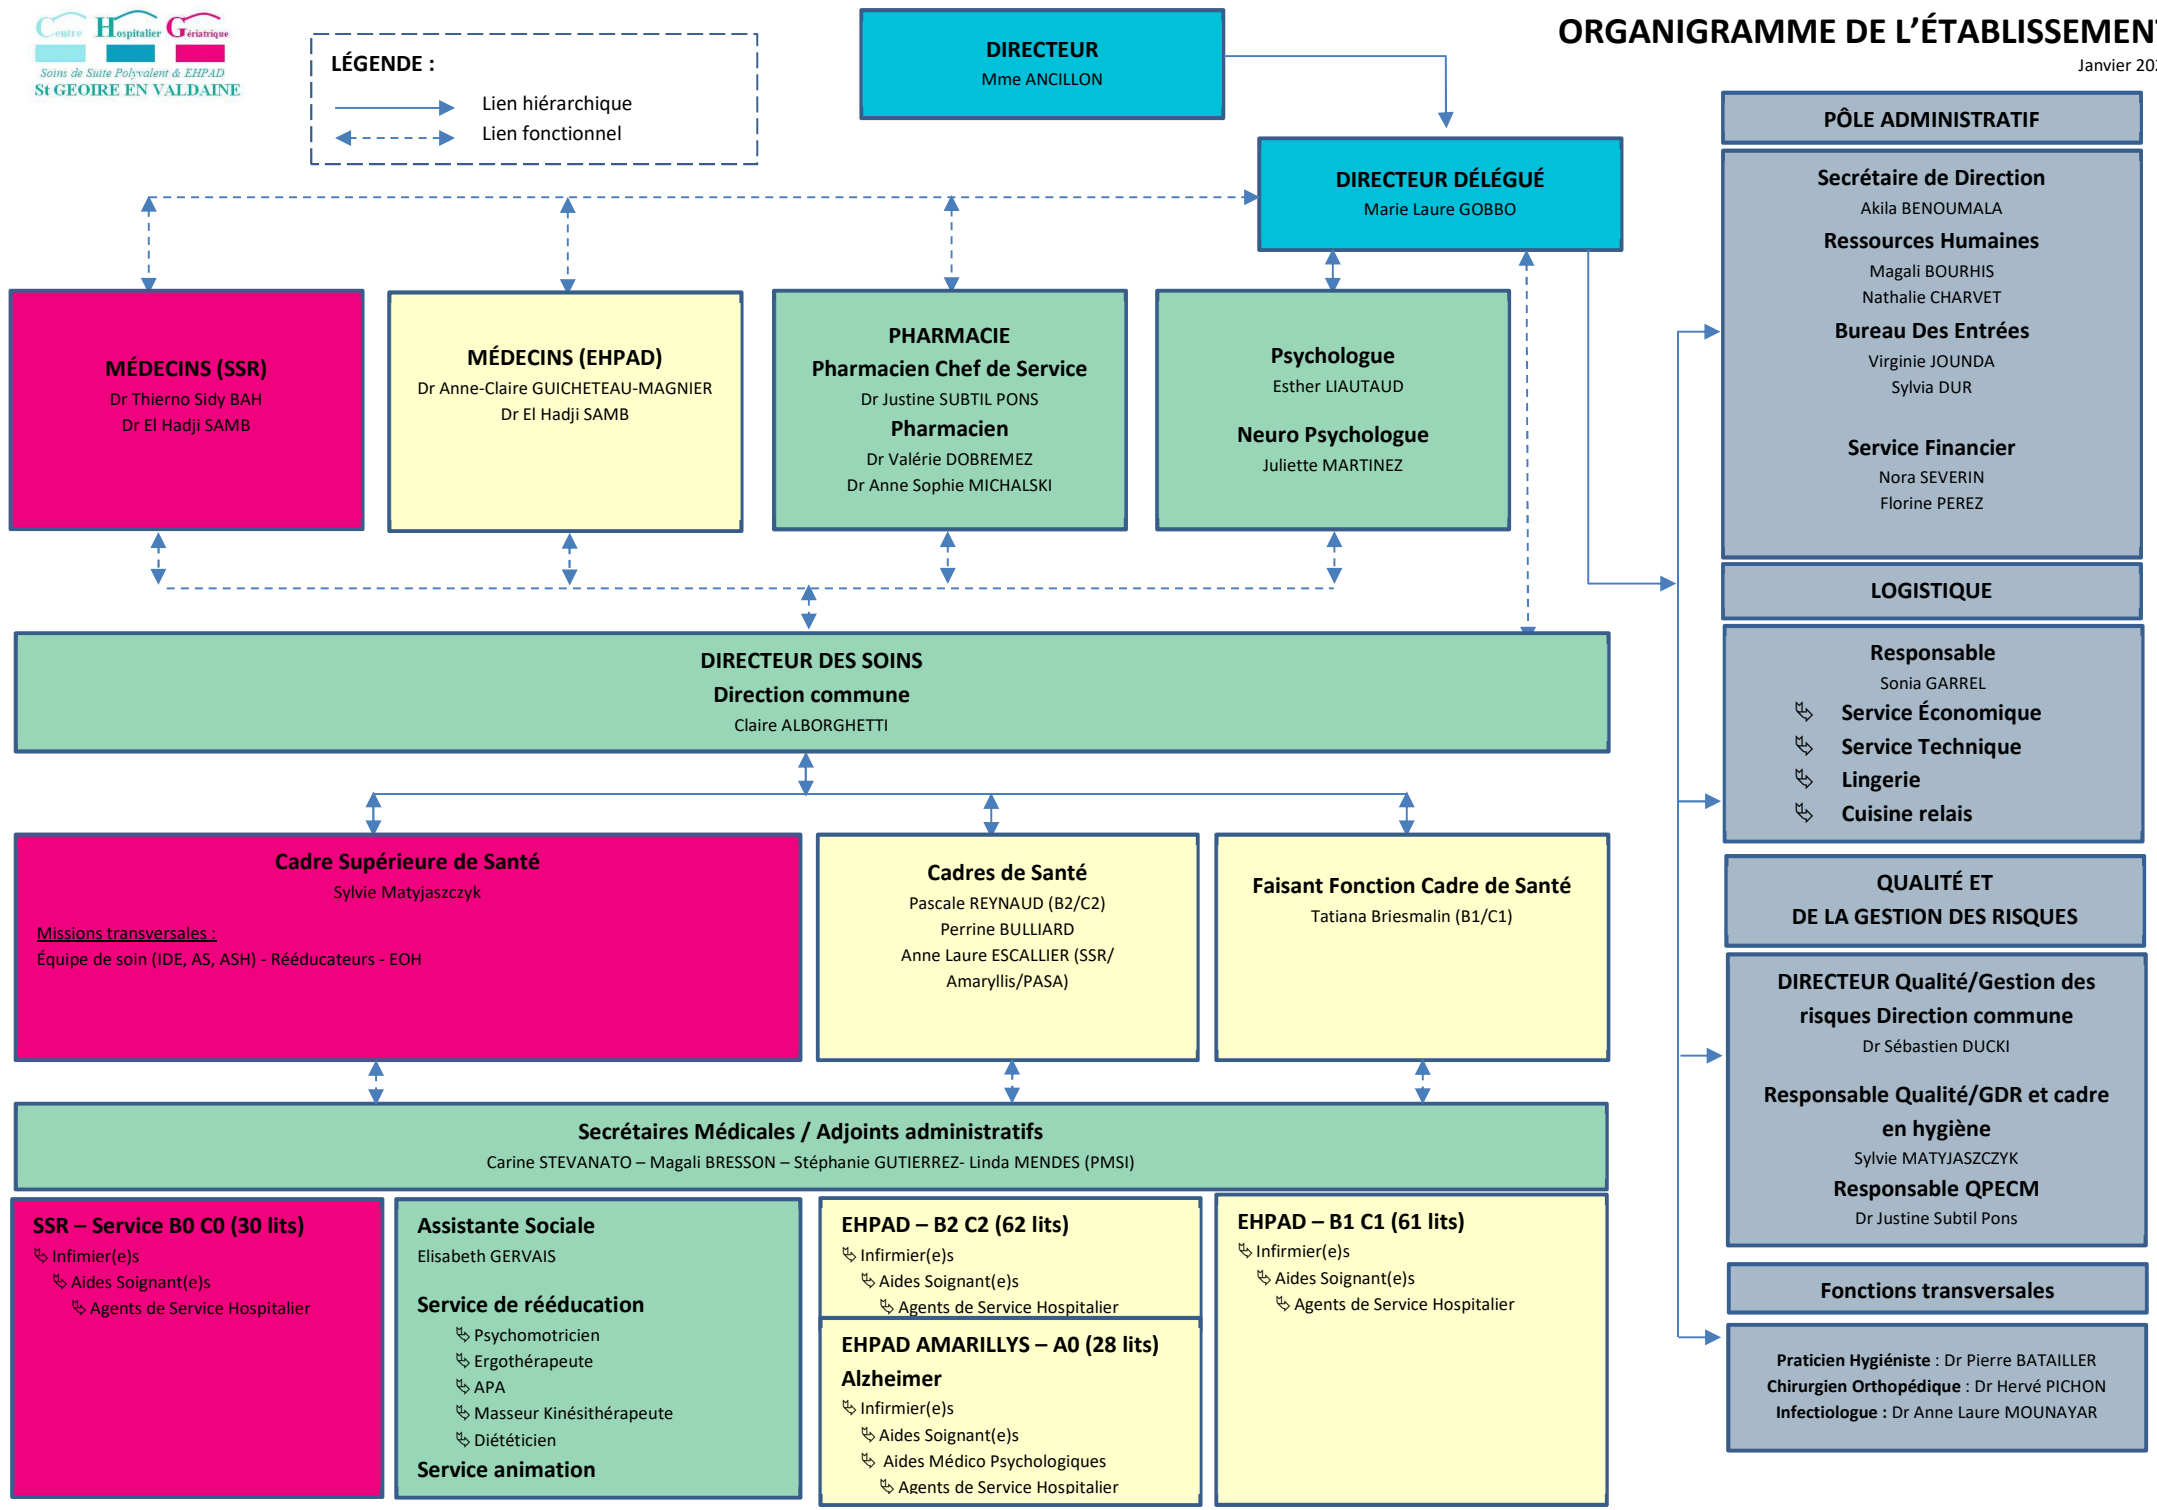 Centre Hospitalier Gériatrique
Soins de Suite Polyvalent & EHPAD
St GEOIRE EN VALDAINE
LÉGENDE :
Lien hiérarchique
Lien fonctionnel
DIRECTEUR
Mme ANCILLON
ORGANIGRAMME DE L’ÉTABLISSEMENT
Janvier 202
DIRECTEUR DÉLÉGUÉ
Marie Laure GOBBO
MÉDECINS (SSR)
Dr Thierno Sidy BAH
Dr El Hadji SAMB
MÉDECINS (EHPAD)
Dr Anne-Claire GUICHETEAU-MAGNIER
Dr El Hadji SAMB
PHARMACIE
Pharmacien Chef de Service
Dr Justine SUBTIL PONS
Pharmacien
Dr Valérie DOBREMEZ
Dr Anne Sophie MICHALSKI
Psychologue
Esther LIAUTAUD
Neuro Psychologue
Juliette MARTINEZ
DIRECTEUR DES SOINS
Direction commune
Claire ALBORGHETTI
Cadre Supérieure de Santé
Sylvie Matyjaszczyk
Missions transversales :
Équipe de soin (IDE, AS, ASH) - Rééducateurs - EOH
Cadres de Santé
Pascale REYNAUD (B2/C2)
Perrine BULLIARD
Anne Laure ESCALLIER (SSR/
Amaryllis/PASA)
Faisant Fonction Cadre de Santé
Tatiana Briesmalin (B1/C1)
Secrétaires Médicales / Adjoints administratifs
Carine STEVANATO – Magali BRESSON – Stéphanie GUTIERREZ- Linda MENDES (PMSI)
SSR – Service B0 C0 (30 lits)
Infimier(e)s
Aides Soignant(e)s
Agents de Service Hospitalier
Assistante Sociale
Elisabeth GERVAIS
Service de rééducation
Psychomotricien
Ergothérapeute
APA
Masseur Kinésithérapeute
Diététicien
Service animation
EHPAD – B2 C2 (62 lits)
Infirmier(e)s
Aides Soignant(e)s
Agents de Service Hospitalier
EHPAD AMARILLYS – A0 (28 lits)
Alzheimer
Infirmier(e)s
Aides Soignant(e)s
Aides Médico Psychologiques
Agents de Service Hospitalier
EHPAD – B1 C1 (61 lits)
Infirmier(e)s
Aides Soignant(e)s
Agents de Service Hospitalier
PÔLE ADMINISTRATIF
Secrétaire de Direction
Akila BENOUMALA
Ressources Humaines
Magali BOURHIS
Nathalie CHARVET
Bureau Des Entrées
Virginie JOUNDA
Sylvia DUR
Service Financier
Nora SEVERIN
Florine PEREZ
LOGISTIQUE
Responsable
Sonia GARREL
Service Économique
Service Technique
Lingerie
Cuisine relais
QUALITÉ ET
DE LA GESTION DES RISQUES
DIRECTEUR Qualité/Gestion des
risques Direction commune
Dr Sébastien DUCKI
Responsable Qualité/GDR et cadre
en hygiène
Sylvie MATYJASZCZYK
Responsable QPECM
Dr Justine Subtil Pons
Fonctions transversales
Praticien Hygiéniste : Dr Pierre BATAILLER
Chirurgien Orthopédique : Dr Hervé PICHON
Infectiologue : Dr Anne Laure MOUNAYAR